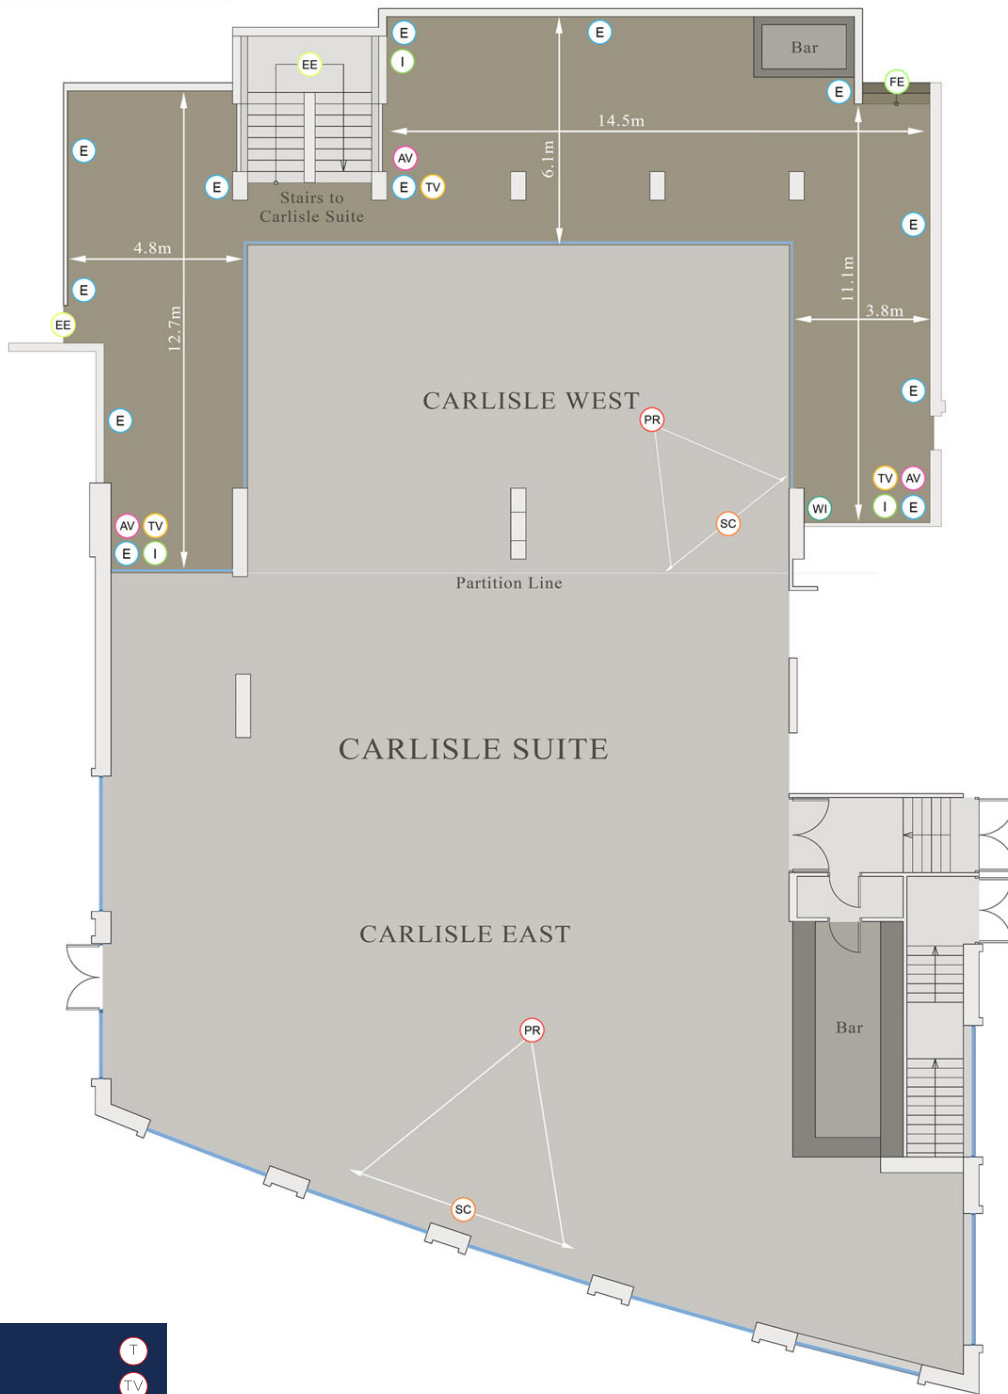 E
E
EE
I
Bar
FE
E
14.5m
AV
6.1m
E
E
E
TV
Stairs to
Carlisle Suite
E
4.8m
11.1m
E
12.7m
3.8m
EE
CARLISLE WEST
E
PR
E
TV
AV
WI
I
E
SC
AV
TV
E
I
Partition Line
CARLISLE SUITE
CARLISLE EAST
Bar
PR
SC
T
TV